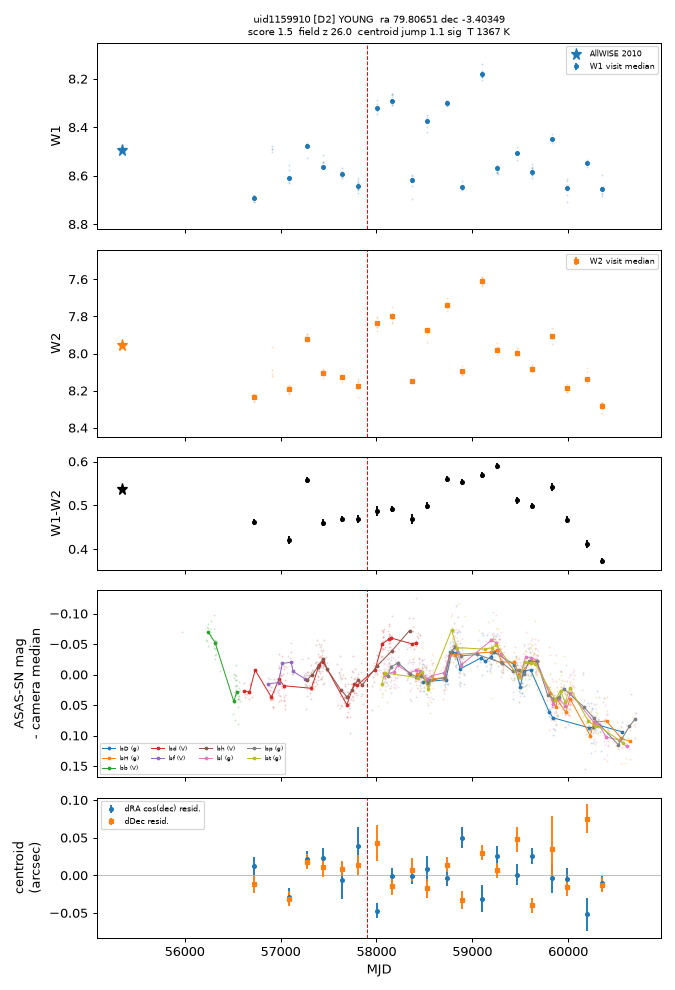 uid1159910 [D2] YOUNG ra 79.80651 dec -3.40349
score 1.5 field z 26.0 centroid jump 1.1 sig T 1367 K
AllWISE 2010
W1 visit median
W1
8.2
8.4
8.6
8.8
W2 visit median
W2
7.6
7.8
8.0
8.2
8.4
W1-W2
0.6
0.5
0.4
ASAS-SN mag
- camera median
−0.10
−0.05
0.00
0.05
0.10
0.15
bD (g)
bH (g)
bb (V)
bd (V)
bf (V)
bh (V)
bl (g)
bp (g)
bt (g)
centroid
(arcsec)
0.10
0.05
0.00
−0.05
dRA cos(dec) resid.
dDec resid.
56000
57000
58000
59000
60000
MJD